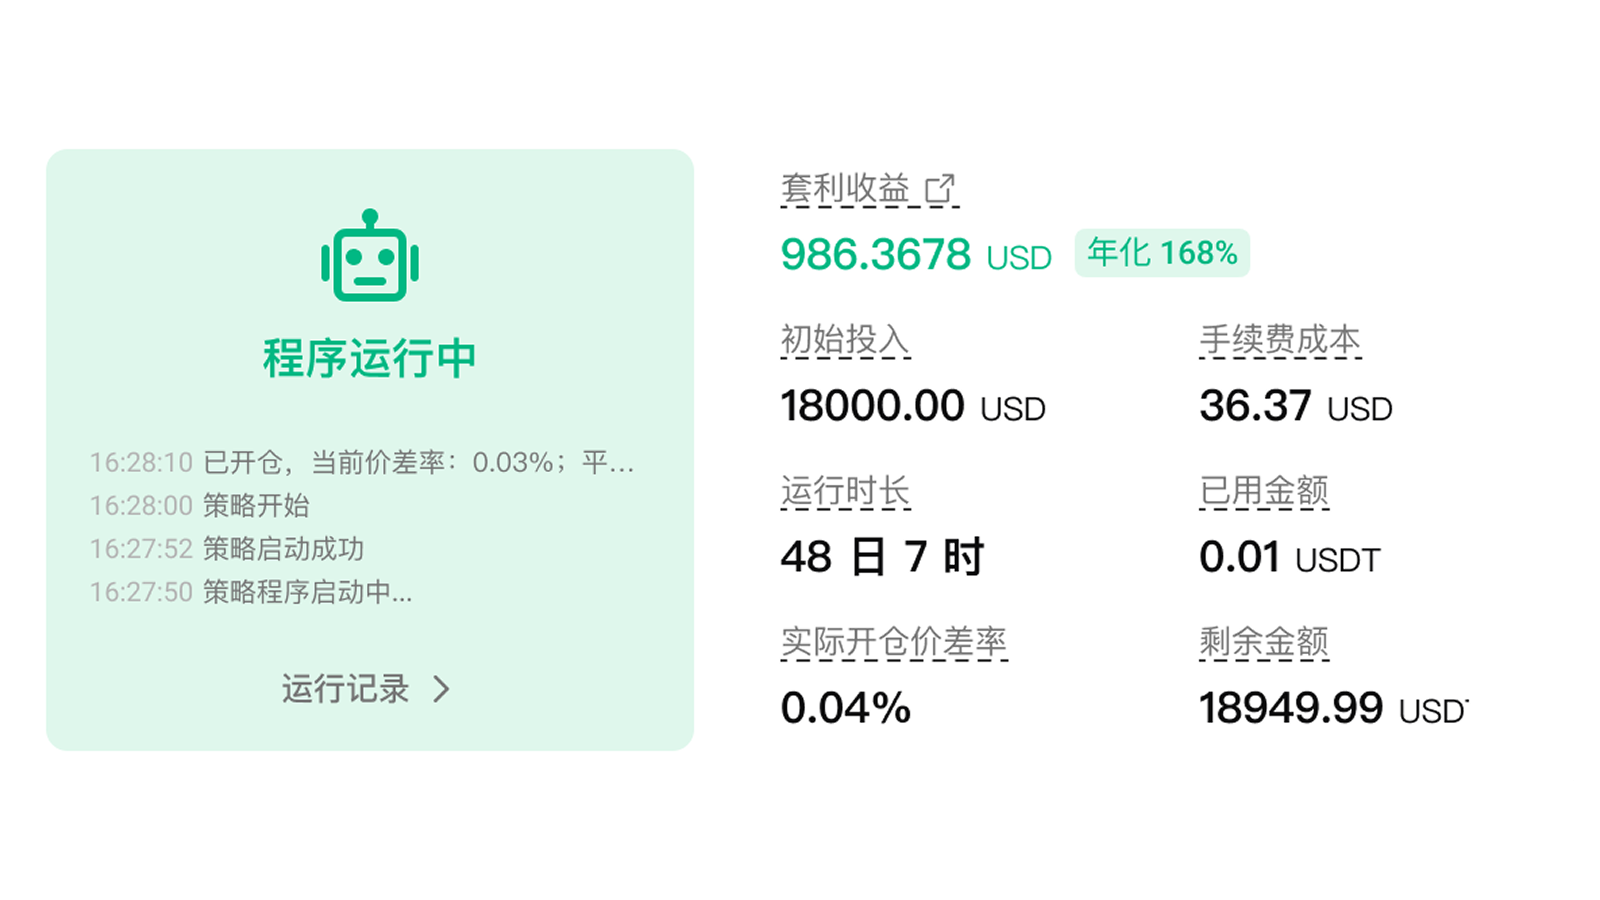 程序运行中
16:28:10 已开仓，当前价差率：0.03%；平...
16:28:00 策略开始
16:27:52 策略启动成功
16:27:50 策略程序启动中...
运行记录
套利收益
986.3678 USD 年化 168%
初始投入 手续费成本
18000.00 USD 36.37 USD
运行时长 已用金额
48 日 7 时 0.01 USDT
实际开仓价差率 剩余金额
0.04% 18949.99 USD